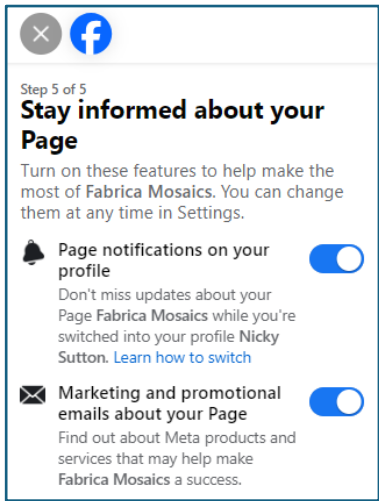 Step 5 of 5
Stay informed about your
Page
Turn on these features to help make the
most of Fabrica Mosaics. You can change
them at any time in Settings.
Page notifications on your
profile
Don't miss updates about your
Page Fabrica Mosaics while you're
switched into your profile Nicky
Sutton. Learn how to switch
Marketing and promotional
emails about your Page
Find out about Meta products and
services that may help make
Fabrica Mosaics a success.